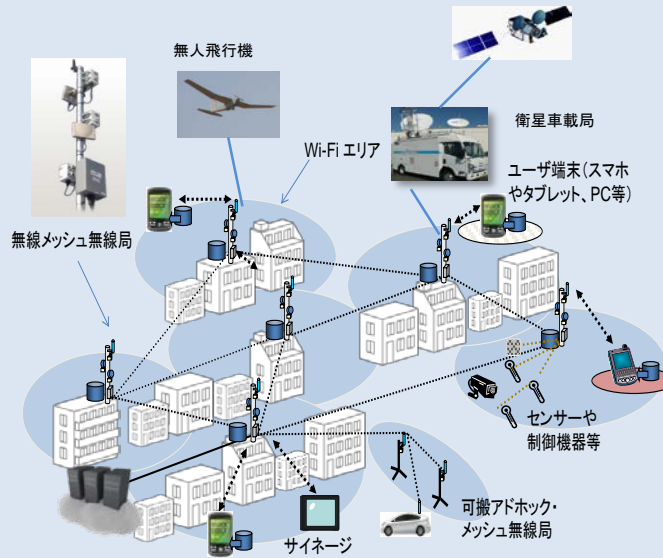 無人飛行機
衛星車載局
Wi-Fi エリア
ユーザ端末(スマホ
やタブレット、PC等)
無線メッシュ無線局
センサーや
制御機器等
可搬アドホック・
メッシュ無線局
サイネージ